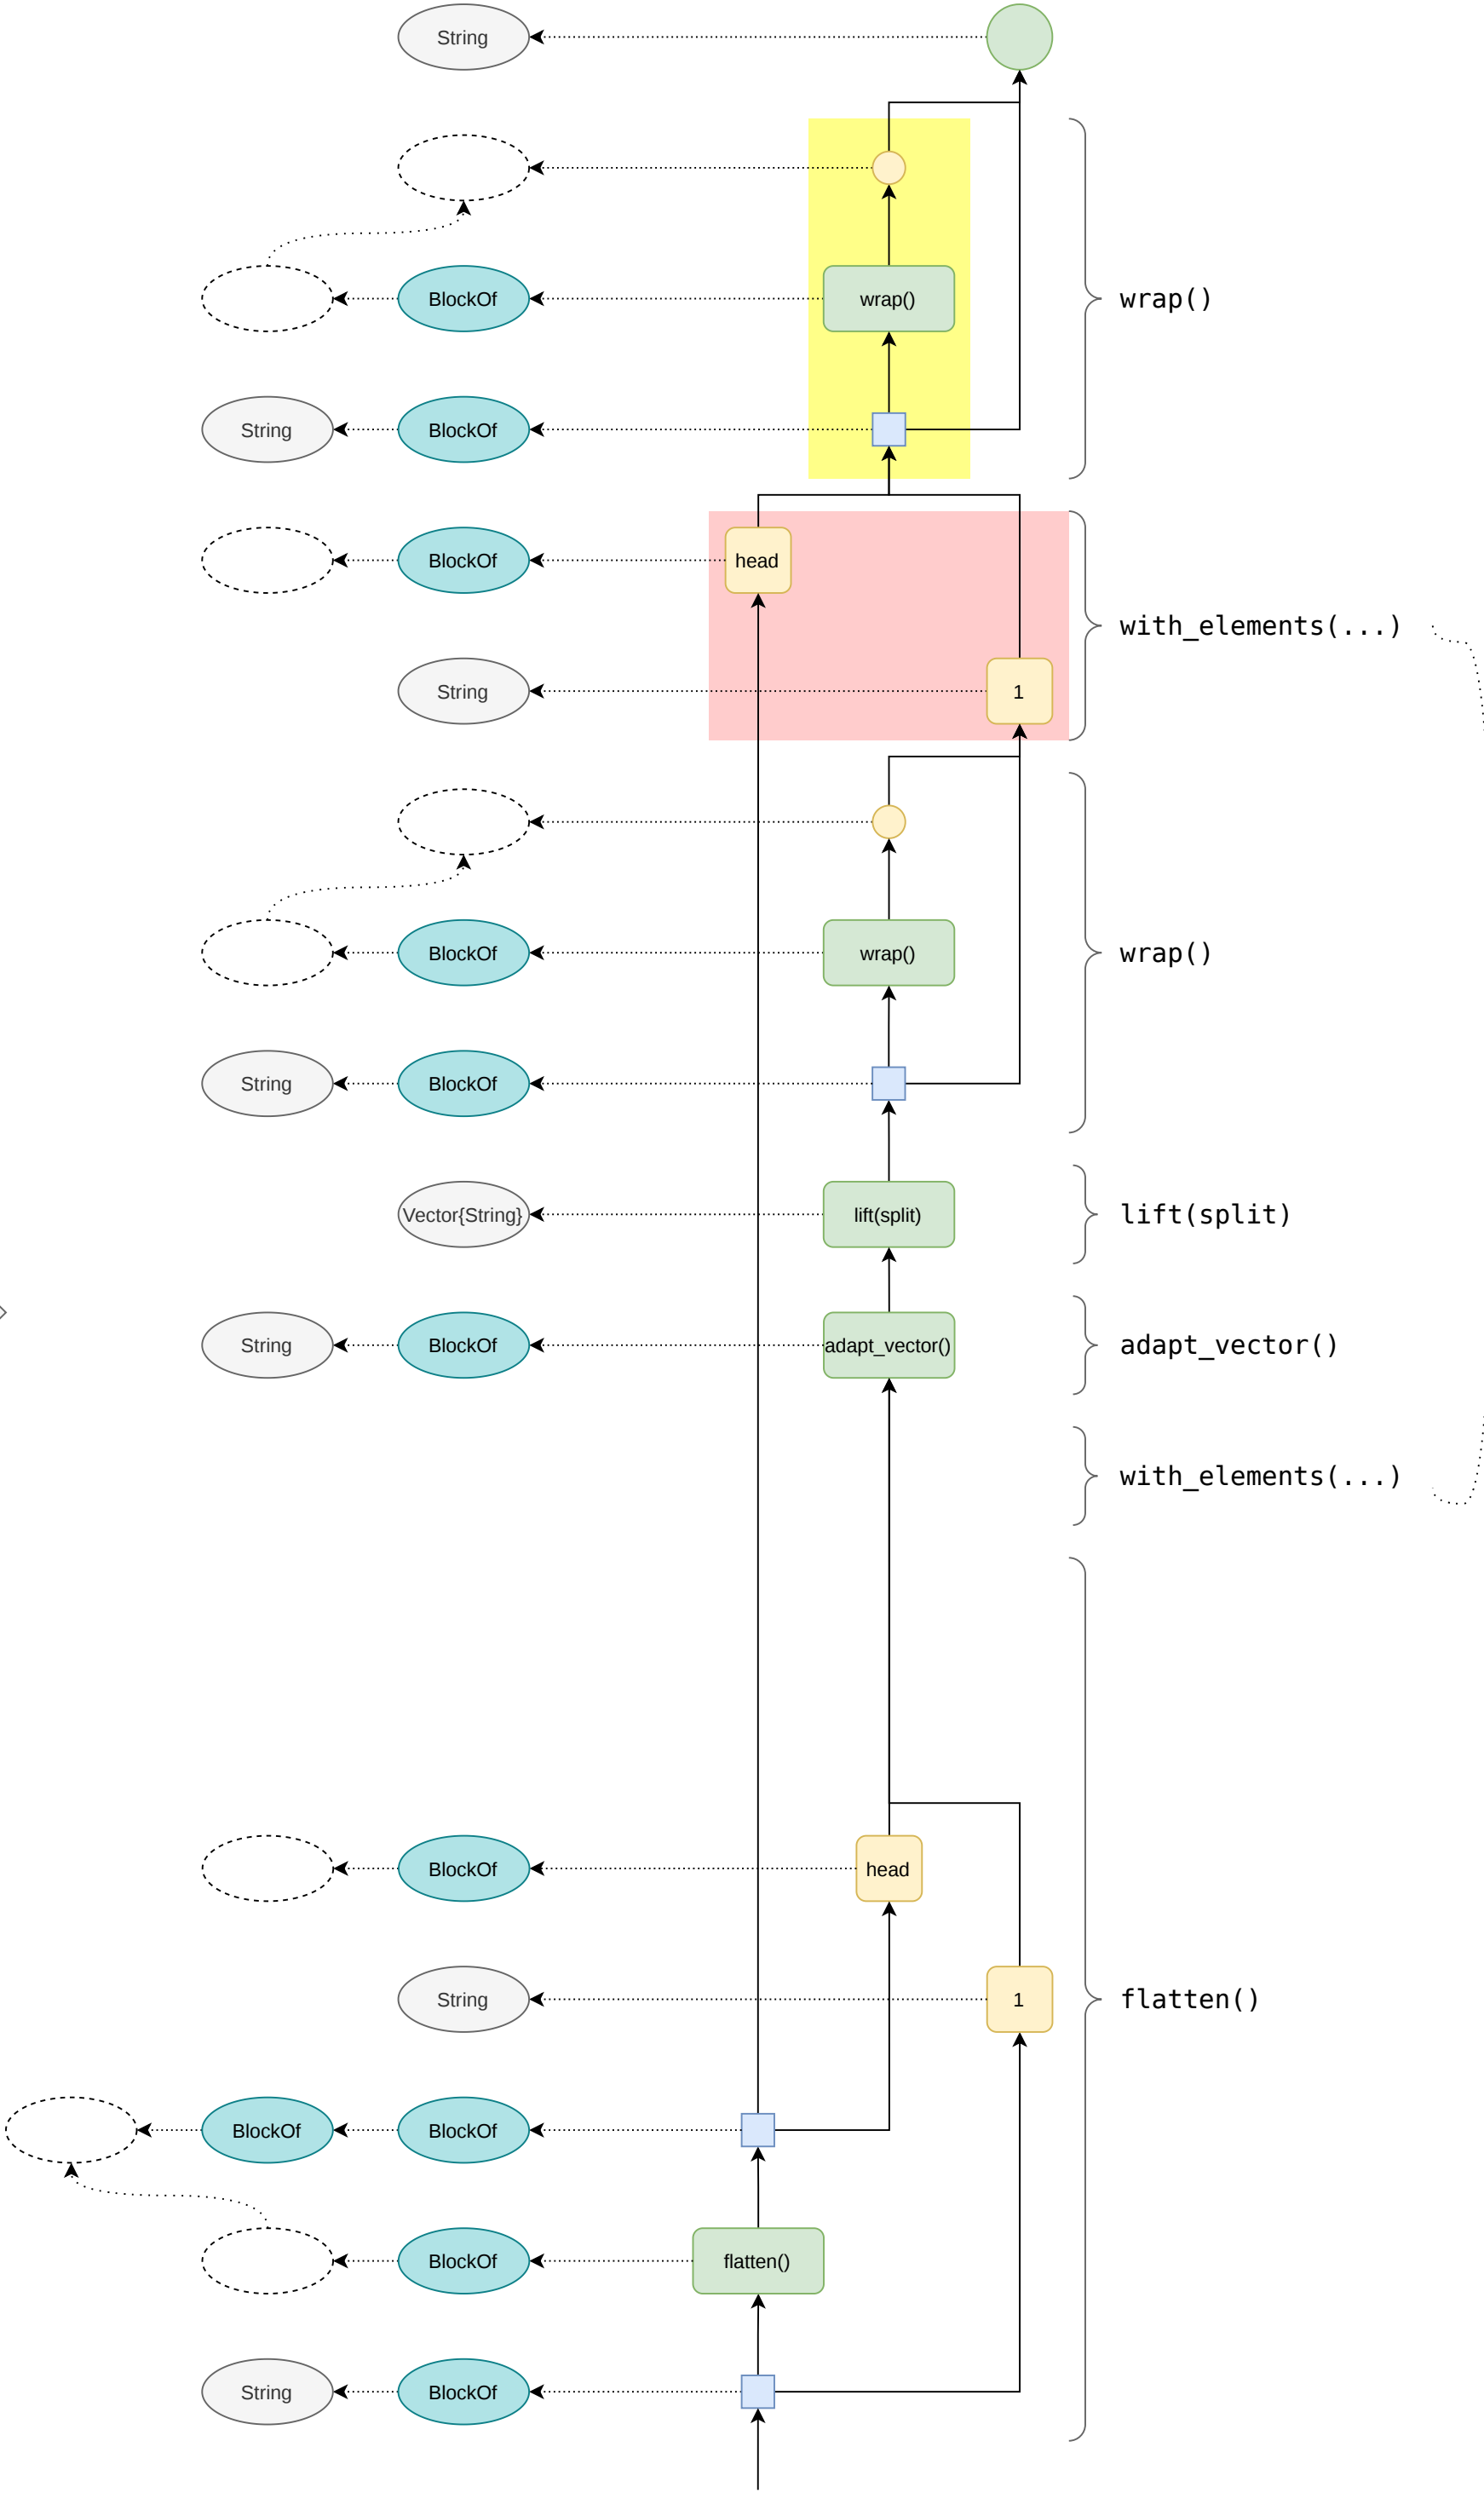 String
BlockOf
wrap()
wrap()
String
BlockOf
BlockOf
head
with_elements(...)
String
1
BlockOf
wrap()
wrap()
String
BlockOf
Vector{String}
lift(split)
lift(split)
String
BlockOf
adapt_vector()
adapt_vector()
with_elements(...)
BlockOf
head
String
1
flatten()
BlockOf
BlockOf
BlockOf
flatten()
String
BlockOf